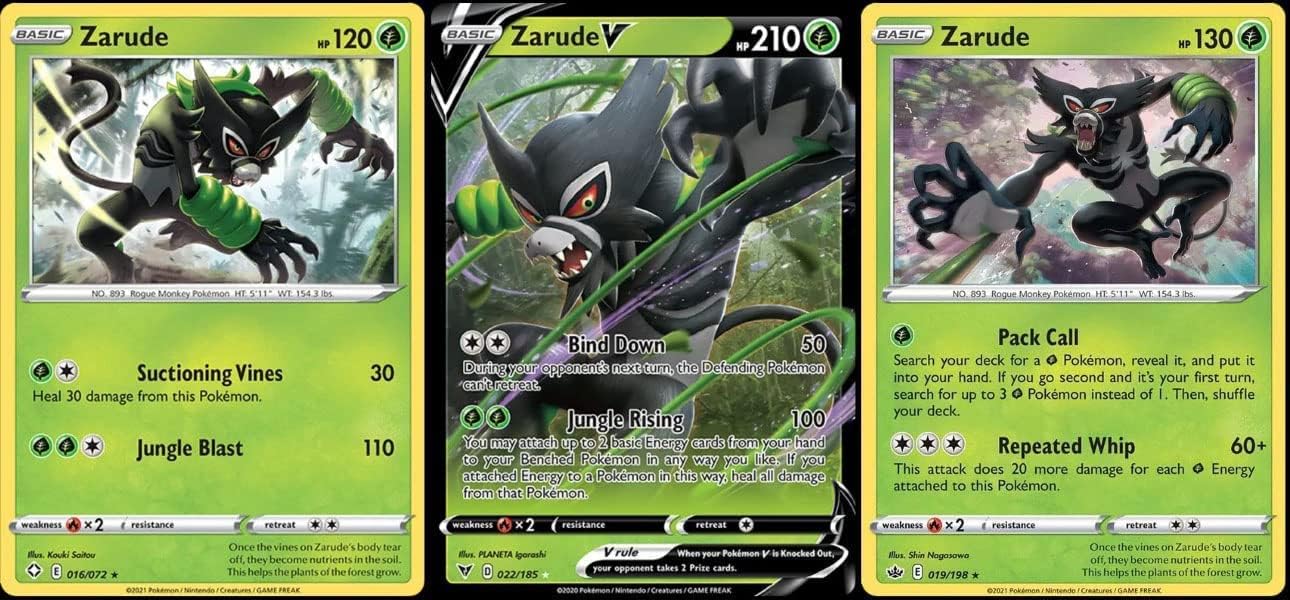 BASIC Zarude HP 120
NO. 893 Rogue Monkey Pokémon HT: 5'11" WT: 154.3 lbs.
Suctioning Vines 30
Heal 30 damage from this Pokémon.
Jungle Blast 110
weakness ×2 resistance retreat
Illus. Kouki Saitou
Once the vines on Zarude's body tear
off, they become nutrients in the soil.
This helps the plants of the forest grow.
E 016/072 ★
©2021 Pokémon / Nintendo / Creatures / GAME FREAK
BASIC Zarude V HP 210
Bind Down 50
During your opponent's next turn, the Defending Pokémon
can't retreat.
Jungle Rising 100
You may attach up to 2 basic Energy cards from your hand
to your Benched Pokémon in any way you like. If you
attached Energy to a Pokémon in this way, heal all damage
from that Pokémon.
weakness ×2 resistance retreat
Illus. PLANETA Igarashi
V rule When your Pokémon V is Knocked Out,
your opponent takes 2 Prize cards.
D 022/185 ★
©2020 Pokémon / Nintendo / Creatures / GAME FREAK
BASIC Zarude HP 130
NO. 893 Rogue Monkey Pokémon HT: 5'11" WT: 154.3 lbs.
Pack Call
Search your deck for a Pokémon, reveal it, and put it
into your hand. If you go second and it's your first turn,
search for up to 3 Pokémon instead of 1. Then, shuffle
your deck.
Repeated Whip 60+
This attack does 20 more damage for each Energy
attached to this Pokémon.
weakness ×2 resistance retreat
Illus. Shin Nagasawa
Once the vines on Zarude's body tear
off, they become nutrients in the soil.
This helps the plants of the forest grow.
E 019/198 ★
©2021 Pokémon / Nintendo / Creatures / GAME FREAK